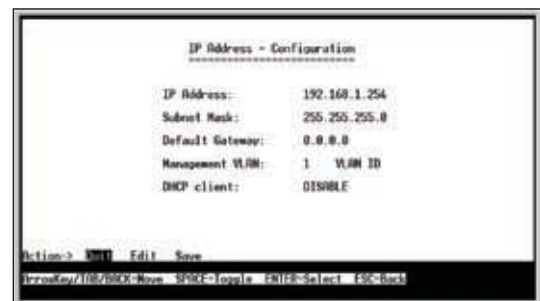 IP Address - Configuration
===========================
IP Address: 192.168.1.254
Subnet Mask: 255.255.255.0
Default Gateway: 0.0.0.0
Management VLAN: 1 VLAN ID
DHCP client: DISABLE
Action-> Quit Edit Save
ArrowKey/TAB/BACK-Move SPACE-Toggle ENTER-Select ESC-Back